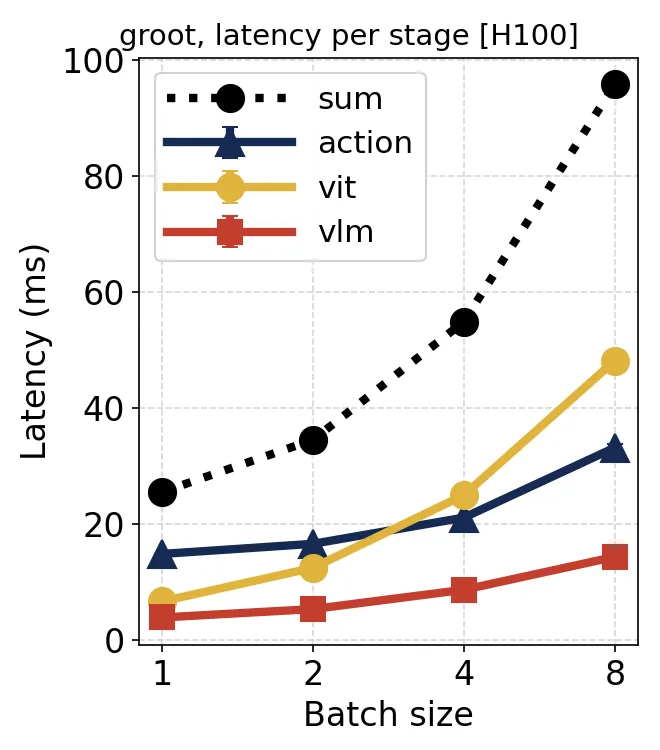 groot, latency per stage [H100]
100
80
60
40
20
0
Latency (ms)
sum
action
vit
vlm
1 2 4 8
Batch size